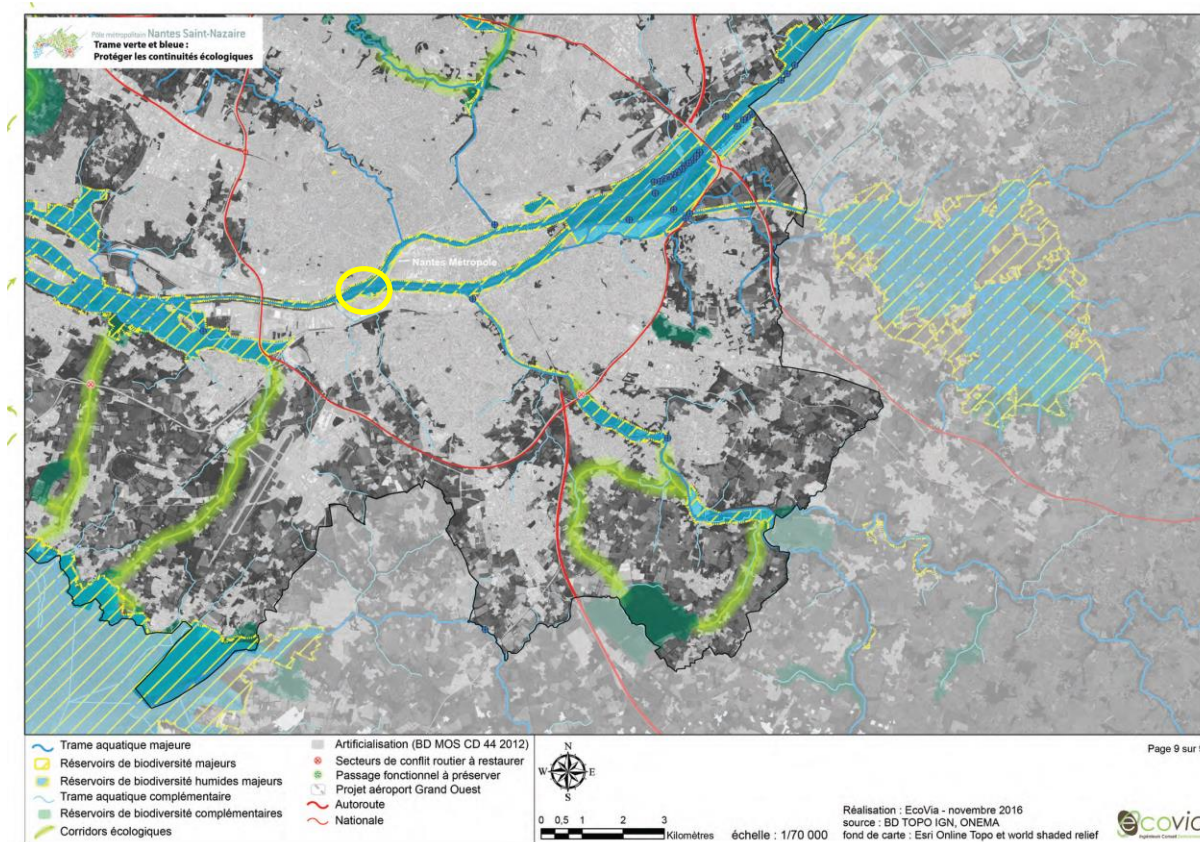 Pôle métropolitain Nantes Saint-Nazaire
Trame verte et bleue :
Protéger les continuités écologiques
Nantes Métropole
Trame aquatique majeure
Réservoirs de biodiversité majeurs
Réservoirs de biodiversité humides majeurs
Trame aquatique complémentaire
Réservoirs de biodiversité complémentaires
Corridors écologiques
Artificialisation (BD MOS CD 44 2012)
Secteurs de conflit routier à restaurer
Passage fonctionnel à préserver
Projet aéroport Grand Ouest
Autoroute
Nationale
N
W E
S
0 0,5 1 2 3
Kilomètres
échelle : 1/70 000
Page 9 sur
Réalisation : EcoVia - novembre 2016
source : BD TOPO IGN, ONEMA
fond de carte : Esri Online Topo et world shaded relief
ecovia